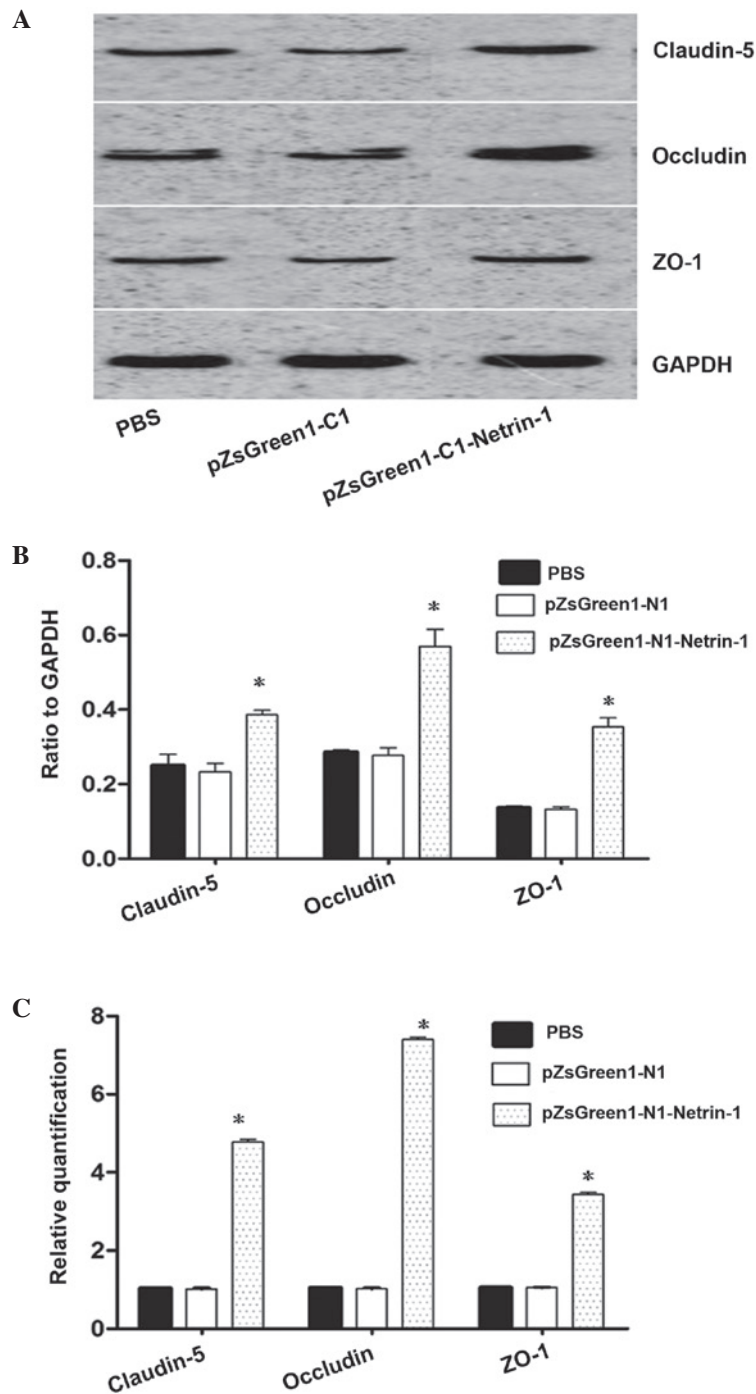 A
Claudin-5
Occludin
ZO-1
GAPDH
PBS
pZsGreen1-C1
pZsGreen1-C1-Netrin-1
B
0.8
0.6
0.4
0.2
0.0
Ratio to GAPDH
PBS
pZsGreen1-N1
pZsGreen1-N1-Netrin-1
*
*
*
Claudin-5
Occludin
ZO-1
C
8
6
4
2
0
Relative quantification
PBS
pZsGreen1-N1
pZsGreen1-N1-Netrin-1
*
*
*
Claudin-5
Occludin
ZO-1